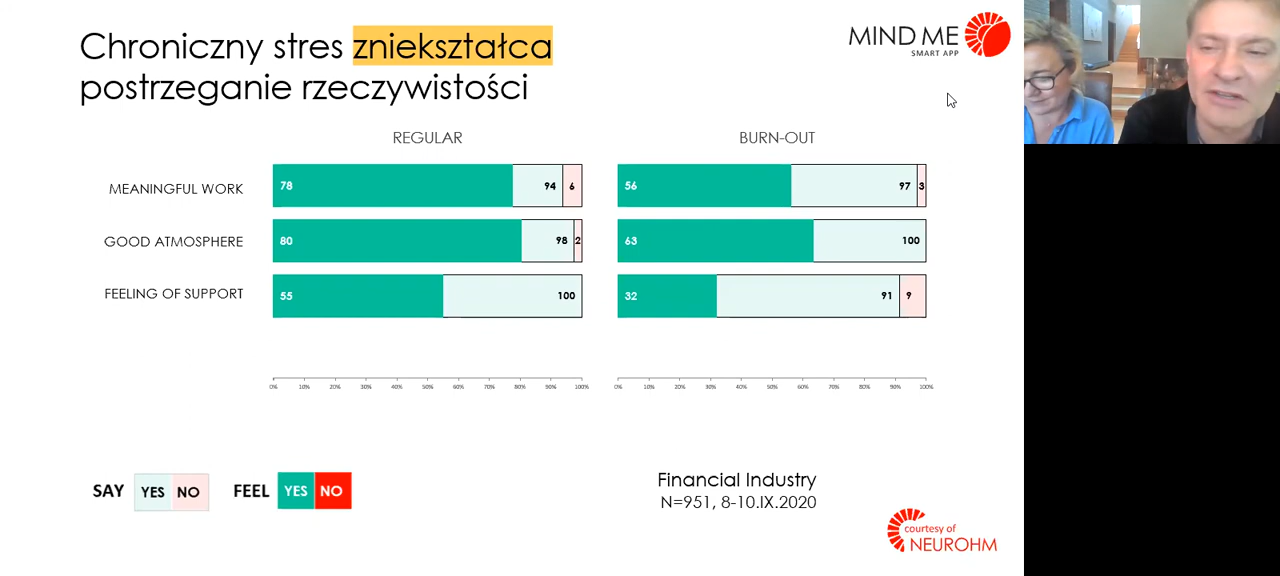 Chroniczny stres zniekształca
postrzeganie rzeczywistości
MIND ME
SMART APP
REGULAR
BURN-OUT
MEANINGFUL WORK
78
94
6
56
97
3
GOOD ATMOSPHERE
80
98
2
63
100
FEELING OF SUPPORT
55
100
32
91
9
0% 10% 20% 30% 40% 50% 60% 70% 80% 90% 100%
0% 10% 20% 30% 40% 50% 60% 70% 80% 90% 100%
SAY YES NO FEEL YES NO
Financial Industry
N=951, 8-10.IX.2020
courtesy of
NEUROHM